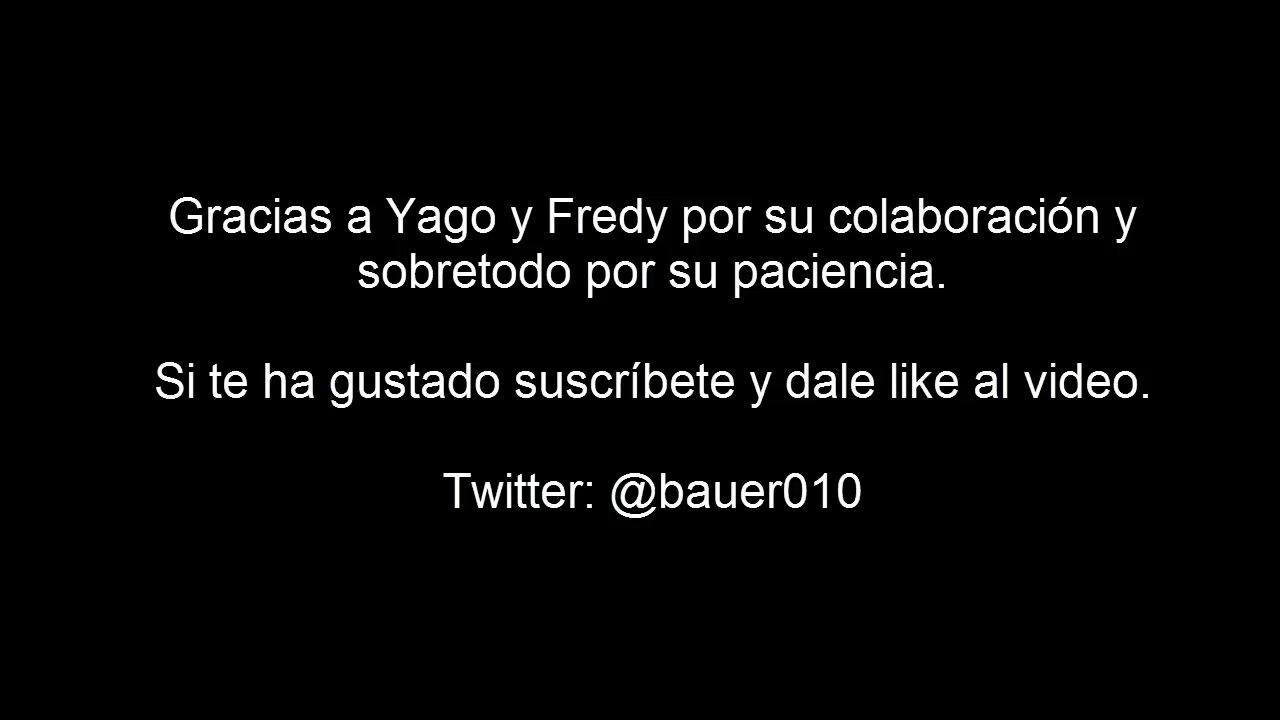 Gracias a Yago y Fredy por su colaboración y
sobretodo por su paciencia.
Si te ha gustado suscríbete y dale like al video.
Twitter: @bauer010